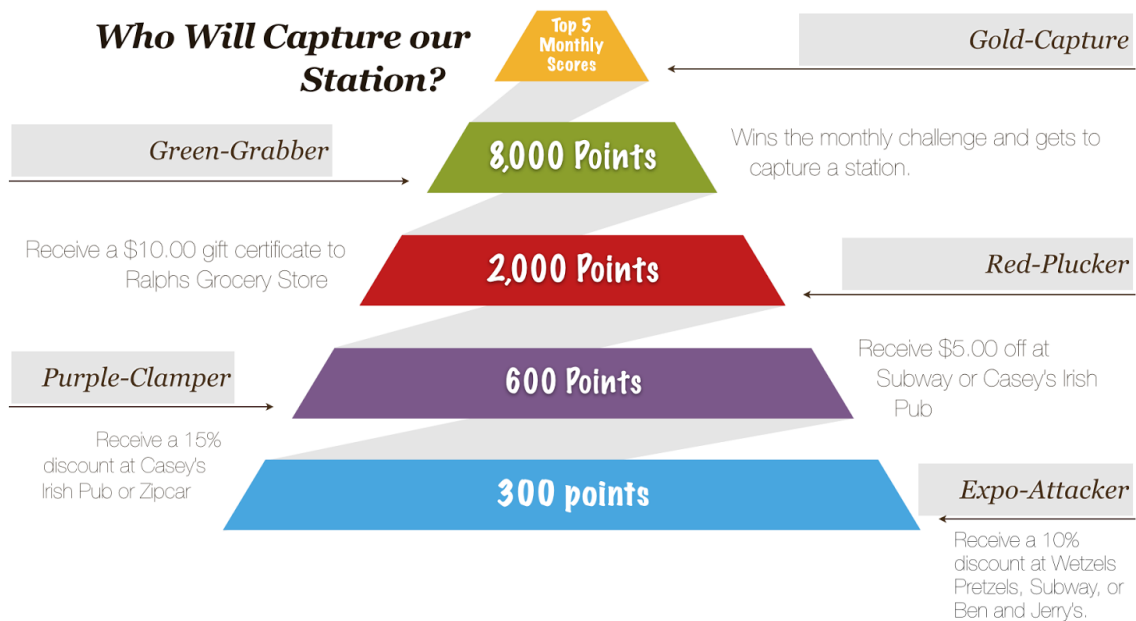 Who Will Capture our
Station?
Top 5
Monthly
Scores
Gold-Capture
Wins the monthly challenge and gets to
capture a station.
Green-Grabber
8,000 Points
Receive a $10.00 gift certificate to
Ralphs Grocery Store
2,000 Points
Red-Plucker
Receive $5.00 off at
Subway or Casey's Irish
Pub
Purple-Clamper
600 Points
Receive a 15%
discount at Casey's
Irish Pub or Zipcar
300 points
Expo-Attacker
Receive a 10%
discount at Wetzels
Pretzels, Subway, or
Ben and Jerry's.